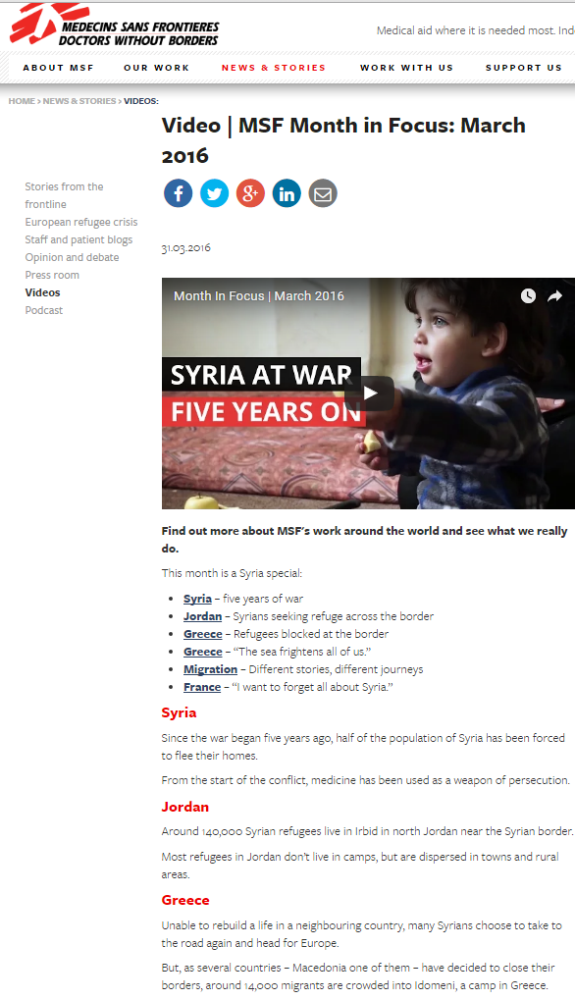 MEDECINS SANS FRONTIERES
DOCTORS WITHOUT BORDERS
Medical aid where it is needed most. Ind
ABOUT MSF OUR WORK NEWS & STORIES WORK WITH US SUPPORT US
HOME > NEWS & STORIES > VIDEOS:
Video | MSF Month in Focus: March
2016
Stories from the
frontline
European refugee crisis
Staff and patient blogs
Opinion and debate
Press room
Videos
Podcast
31.03.2016
Month In Focus | March 2016
SYRIA AT WAR
FIVE YEARS ON
Find out more about MSF's work around the world and see what we really
do.
This month is a Syria special:
• Syria – five years of war
• Jordan – Syrians seeking refuge across the border
• Greece – Refugees blocked at the border
• Greece – “The sea frightens all of us.”
• Migration – Different stories, different journeys
• France – “I want to forget all about Syria.”
Syria
Since the war began five years ago, half of the population of Syria has been forced
to flee their homes.
From the start of the conflict, medicine has been used as a weapon of persecution.
Jordan
Around 140,000 Syrian refugees live in Irbid in north Jordan near the Syrian border.
Most refugees in Jordan don't live in camps, but are dispersed in towns and rural
areas.
Greece
Unable to rebuild a life in a neighbouring country, many Syrians choose to take to
the road again and head for Europe.
But, as several countries – Macedonia one of them – have decided to close their
borders, around 14,000 migrants are crowded into Idomeni, a camp in Greece.